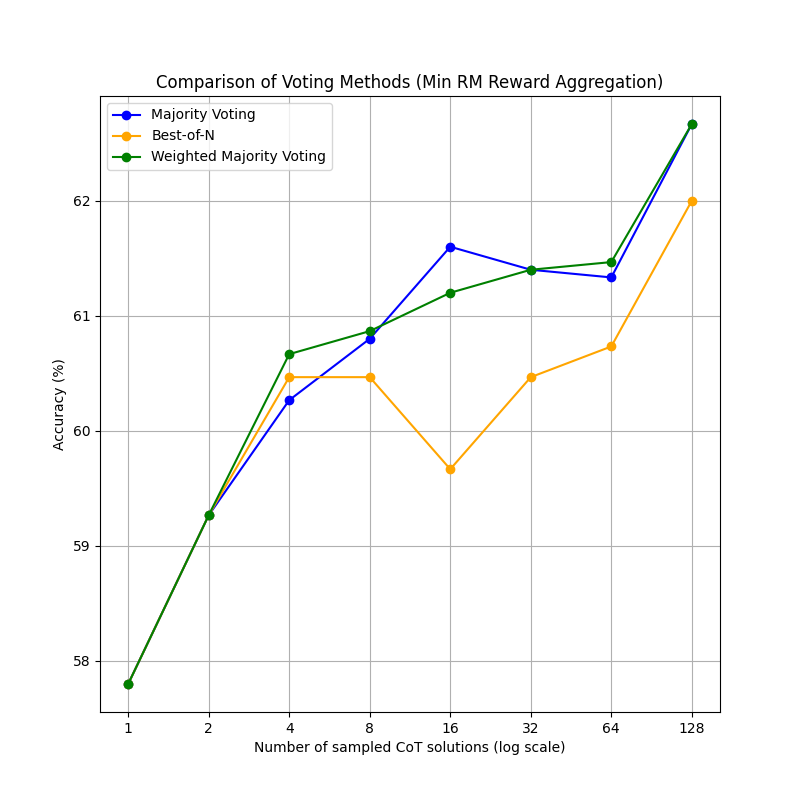 Comparison of Voting Methods (Min RM Reward Aggregation)
Majority Voting
Best-of-N
Weighted Majority Voting
62
61
60
59
58
Accuracy (%)
1 2 4 8 16 32 64 128
Number of sampled CoT solutions (log scale)